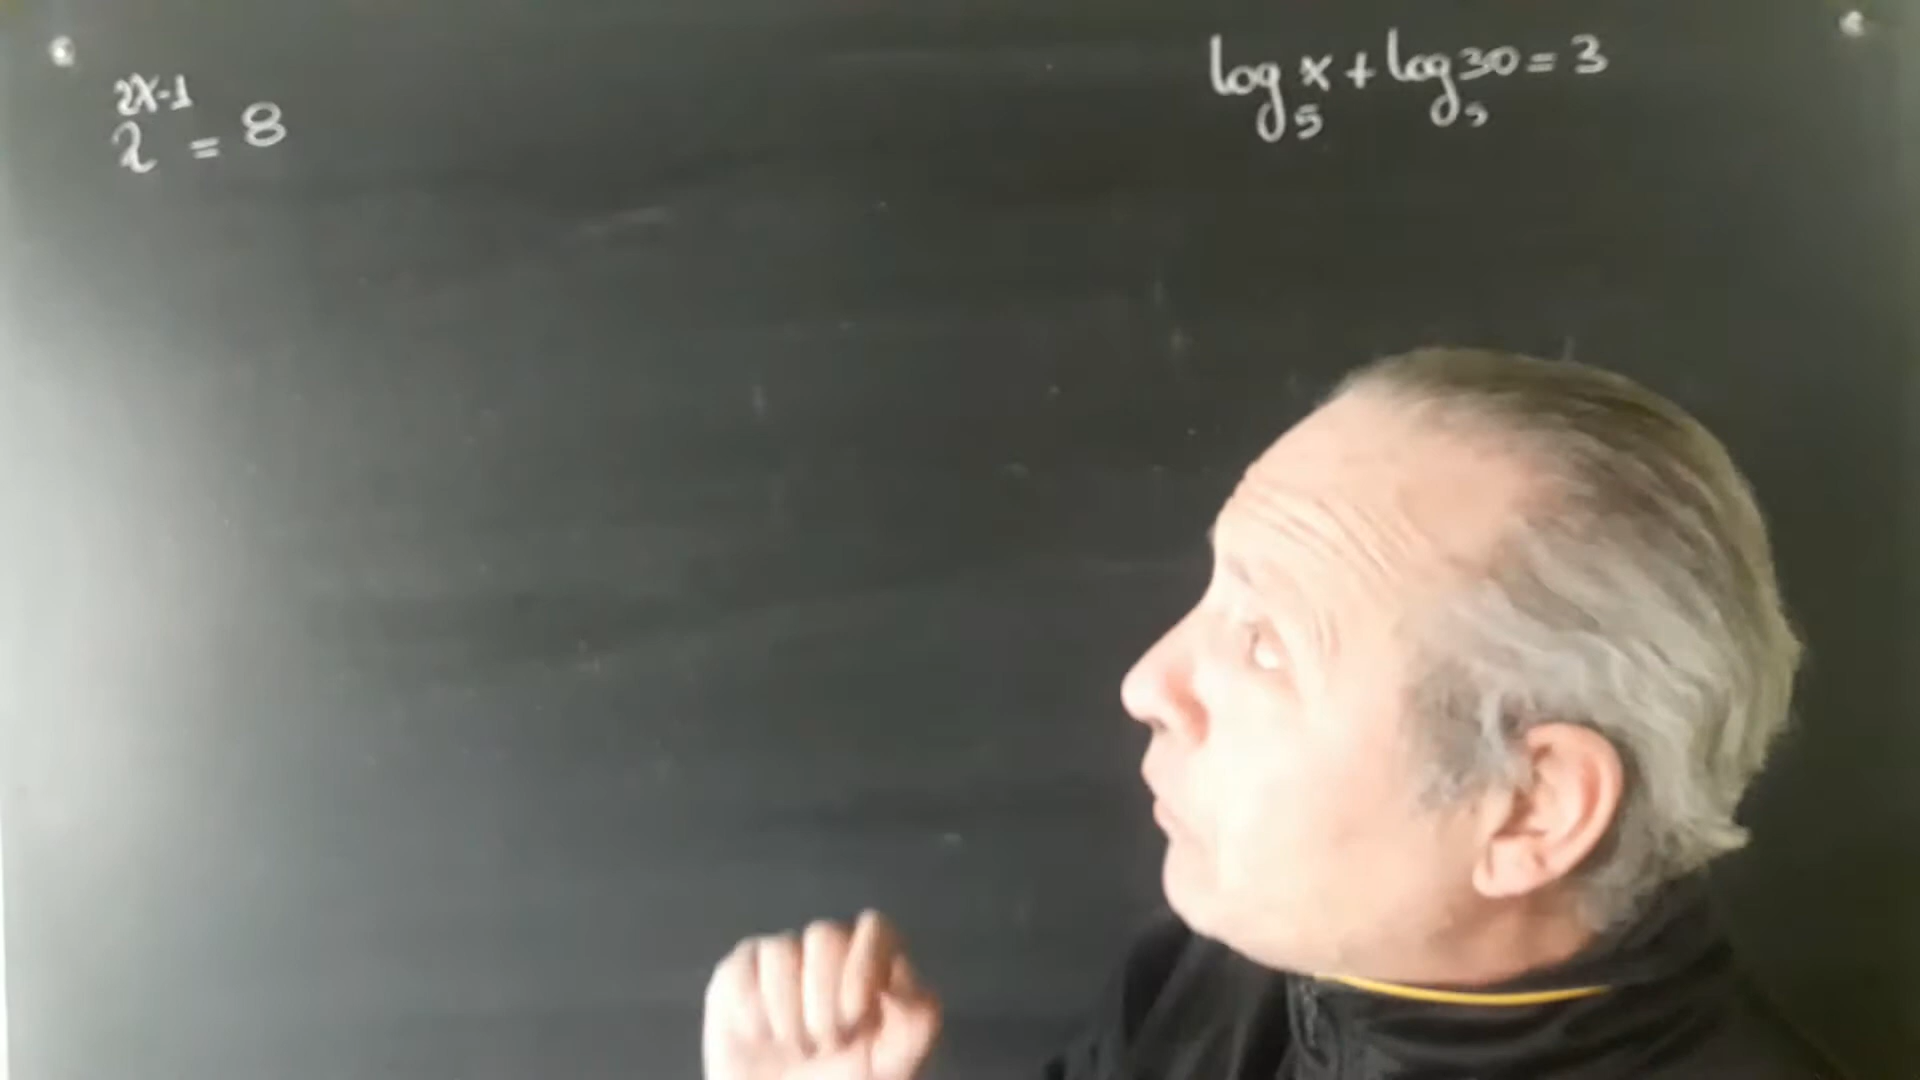 2^{2x-1} = 8
log_5 x + log_5 30 = 3